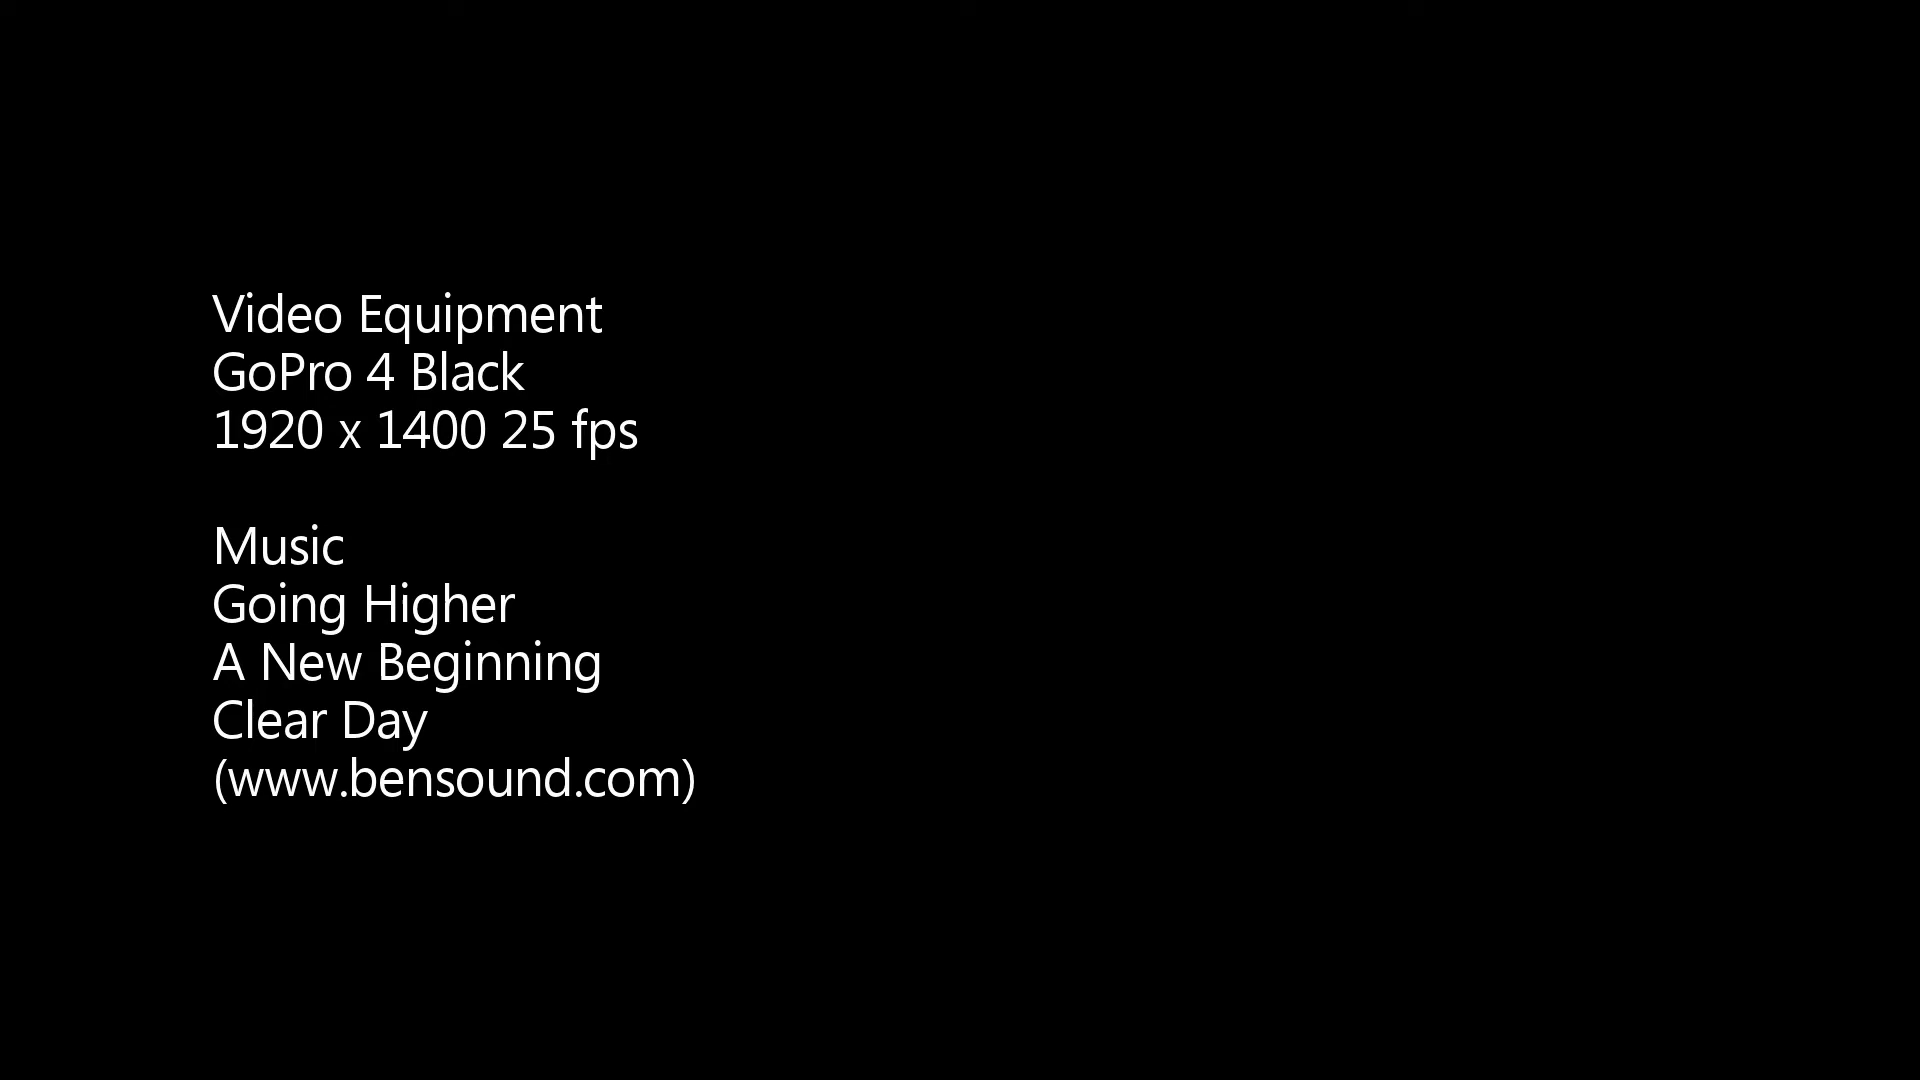 Video Equipment
GoPro 4 Black
1920 x 1400 25 fps
Music
Going Higher
A New Beginning
Clear Day
(www.bensound.com)